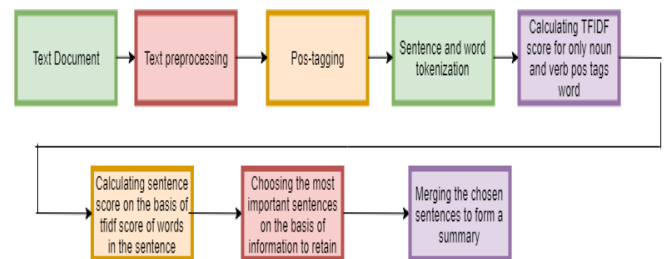 Text Document
Text preprocessing
Pos-tagging
Sentence and word
tokenization
Calculating TFIDF
score for only noun
and verb pos tags
word
Calculating sentence
score on the basis of
tfidf score of words
in the sentence
Choosing the most
important sentences
on the basis of
information to retain
Merging the chosen
sentences to form a
summary